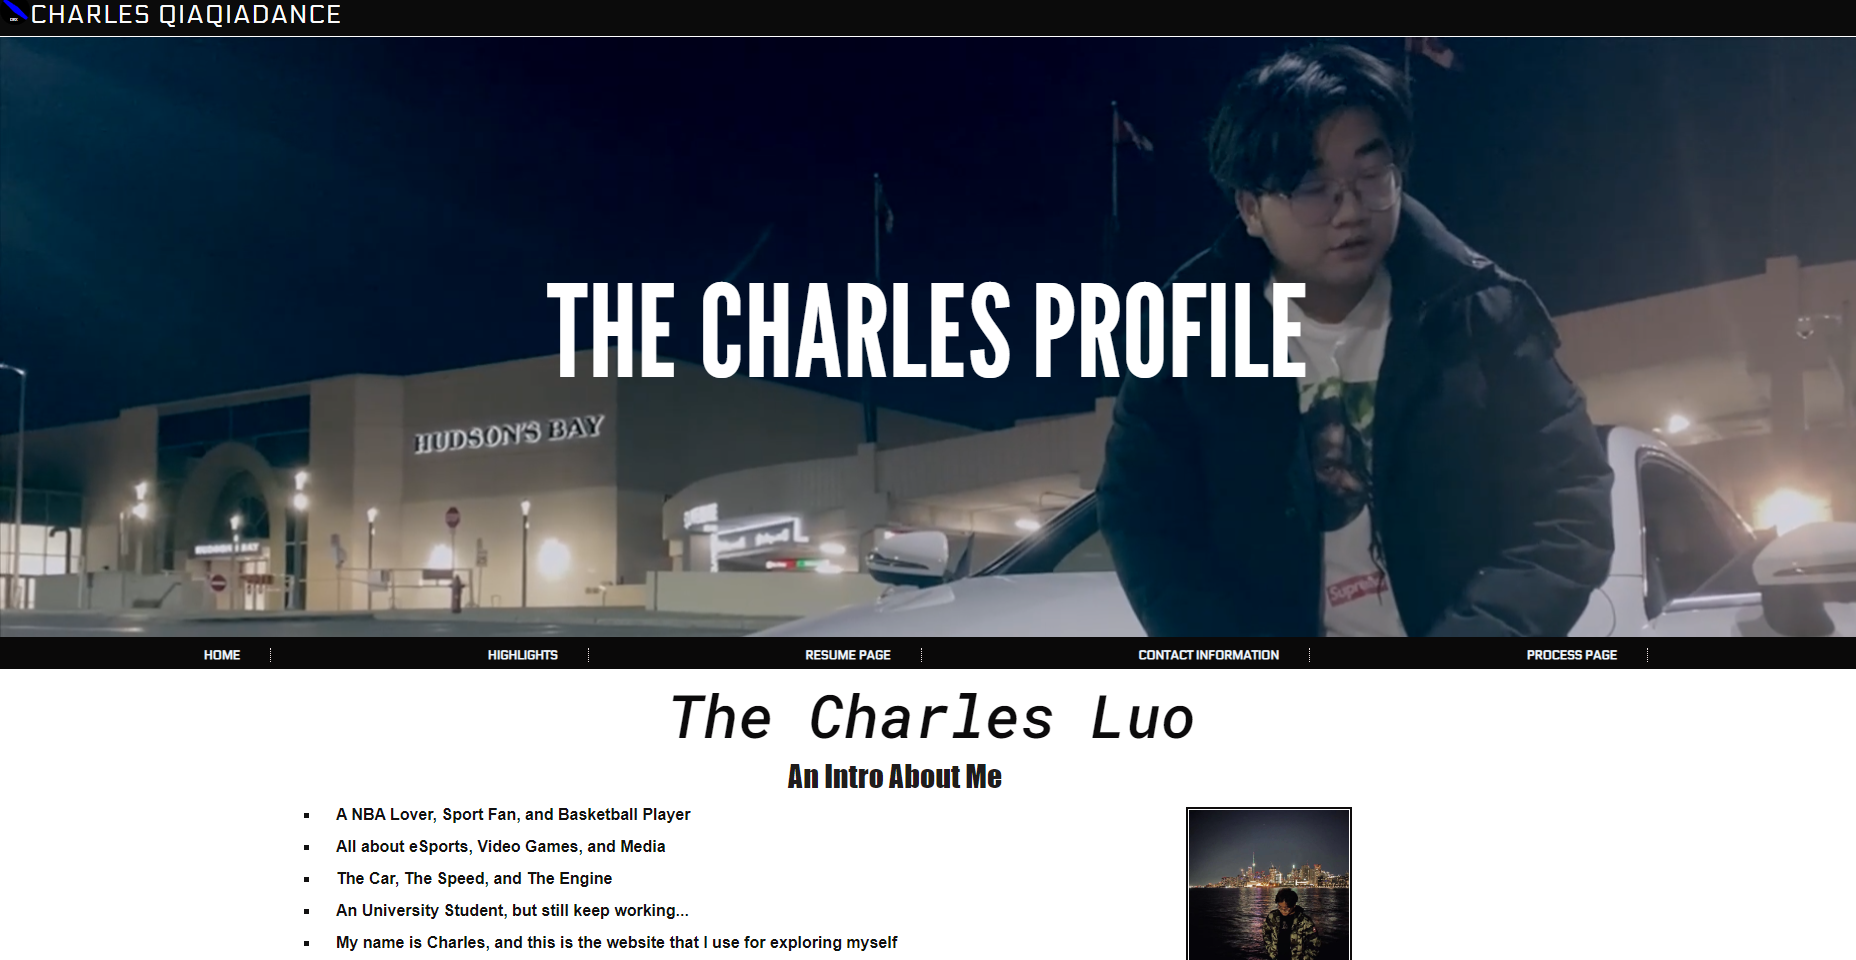 CHARLES QIAQIADANCE
THE CHARLES PROFILE
HUDSON'S BAY
HUDSON'S BAY
Supreme
HOME
HIGHLIGHTS
RESUME PAGE
CONTACT INFORMATION
PROCESS PAGE
The Charles Luo
An Intro About Me
A NBA Lover, Sport Fan, and Basketball Player
All about eSports, Video Games, and Media
The Car, The Speed, and The Engine
An University Student, but still keep working...
My name is Charles, and this is the website that I use for exploring myself